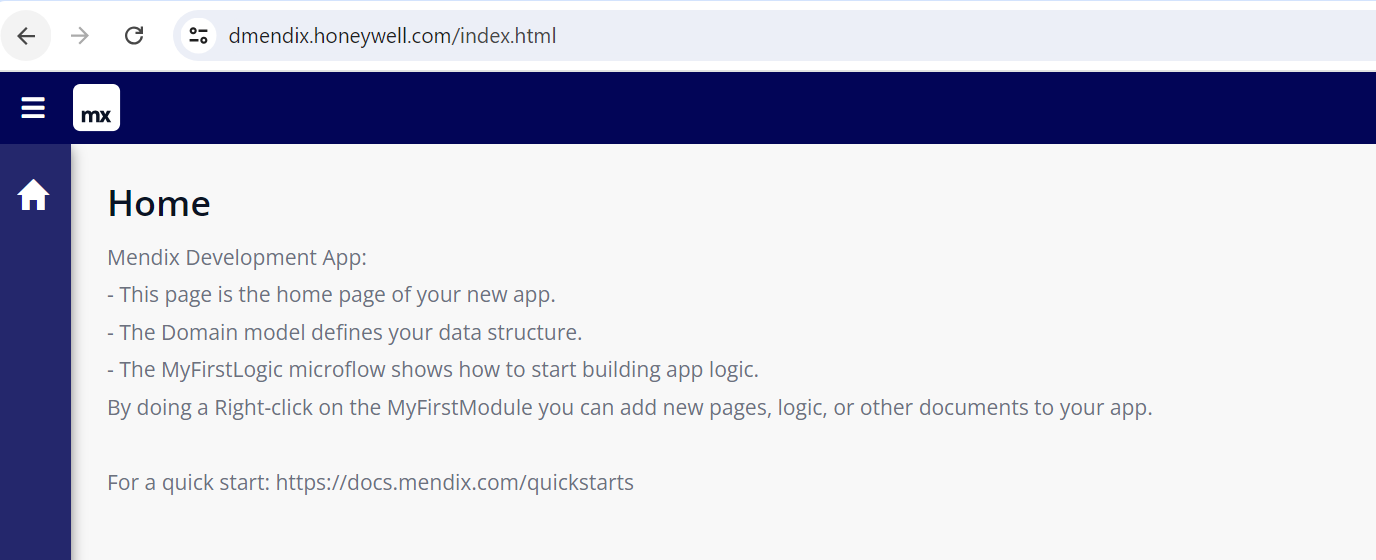 dmendix.honeywell.com/index.html
mx
Home
Mendix Development App:
- This page is the home page of your new app.
- The Domain model defines your data structure.
- The MyFirstLogic microflow shows how to start building app logic.
By doing a Right-click on the MyFirstModule you can add new pages, logic, or other documents to your app.
For a quick start: https://docs.mendix.com/quickstarts